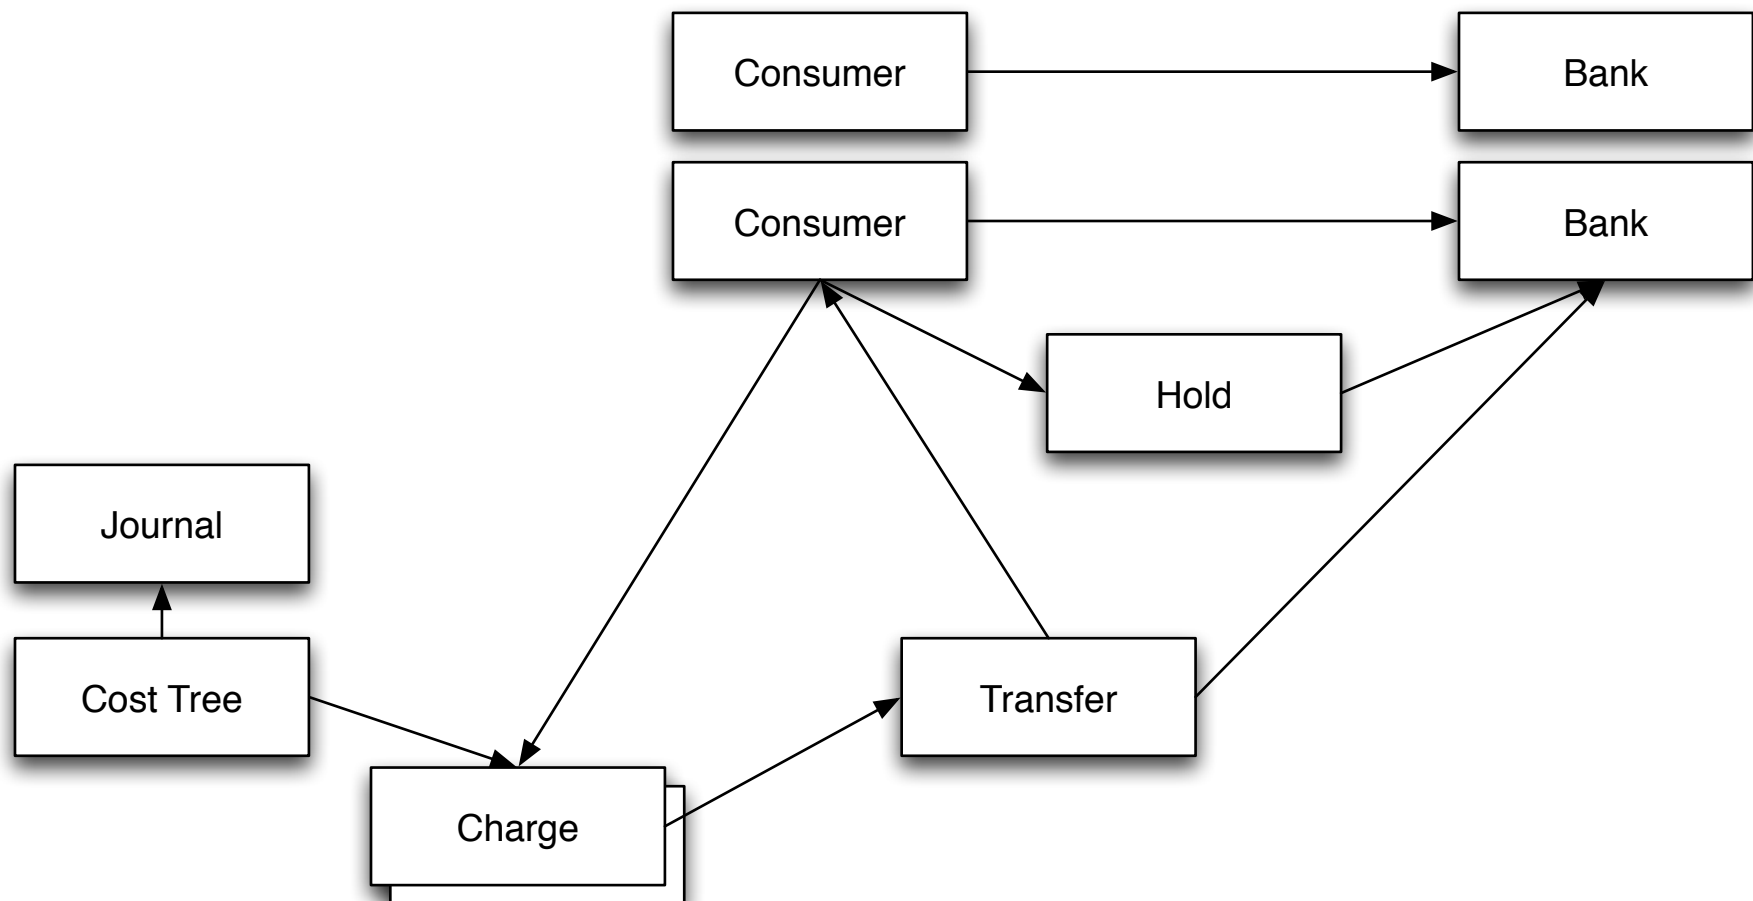 Consumer
Bank
Consumer
Bank
Hold
Journal
Cost Tree
Transfer
Charge